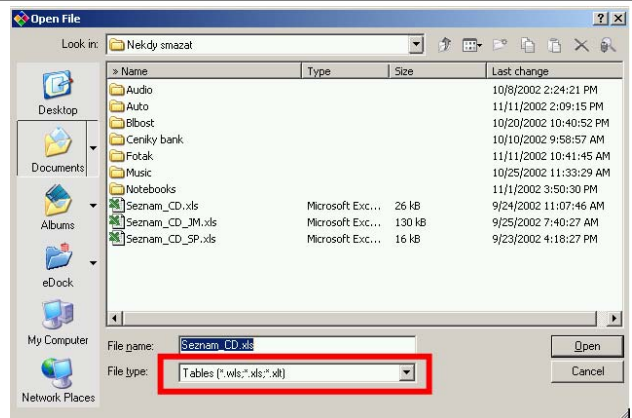 Open File
Look in: Nekdy smazat
» Name Type Size Last change
Audio 10/8/2002 2:24:21 PM
Auto 11/11/2002 2:09:15 PM
Blbost 10/20/2002 10:40:52 PM
Ceniky bank 10/10/2002 9:58:57 AM
Fotak 11/11/2002 10:41:45 AM
Music 10/25/2002 11:33:29 AM
Notebooks 11/1/2002 3:50:30 PM
Seznam_CD.xls Microsoft Exc... 26 kB 9/24/2002 11:07:46 AM
Seznam_CD_JM.xls Microsoft Exc... 130 kB 9/25/2002 7:40:27 AM
Seznam_CD_SP.xls Microsoft Exc... 16 kB 9/23/2002 4:18:27 PM
Desktop
Documents
Albums
eDock
My Computer
Network Places
File name: Seznam_CD.xls Open
File type: Tables (*.wls;*.xls;*.xlt) Cancel